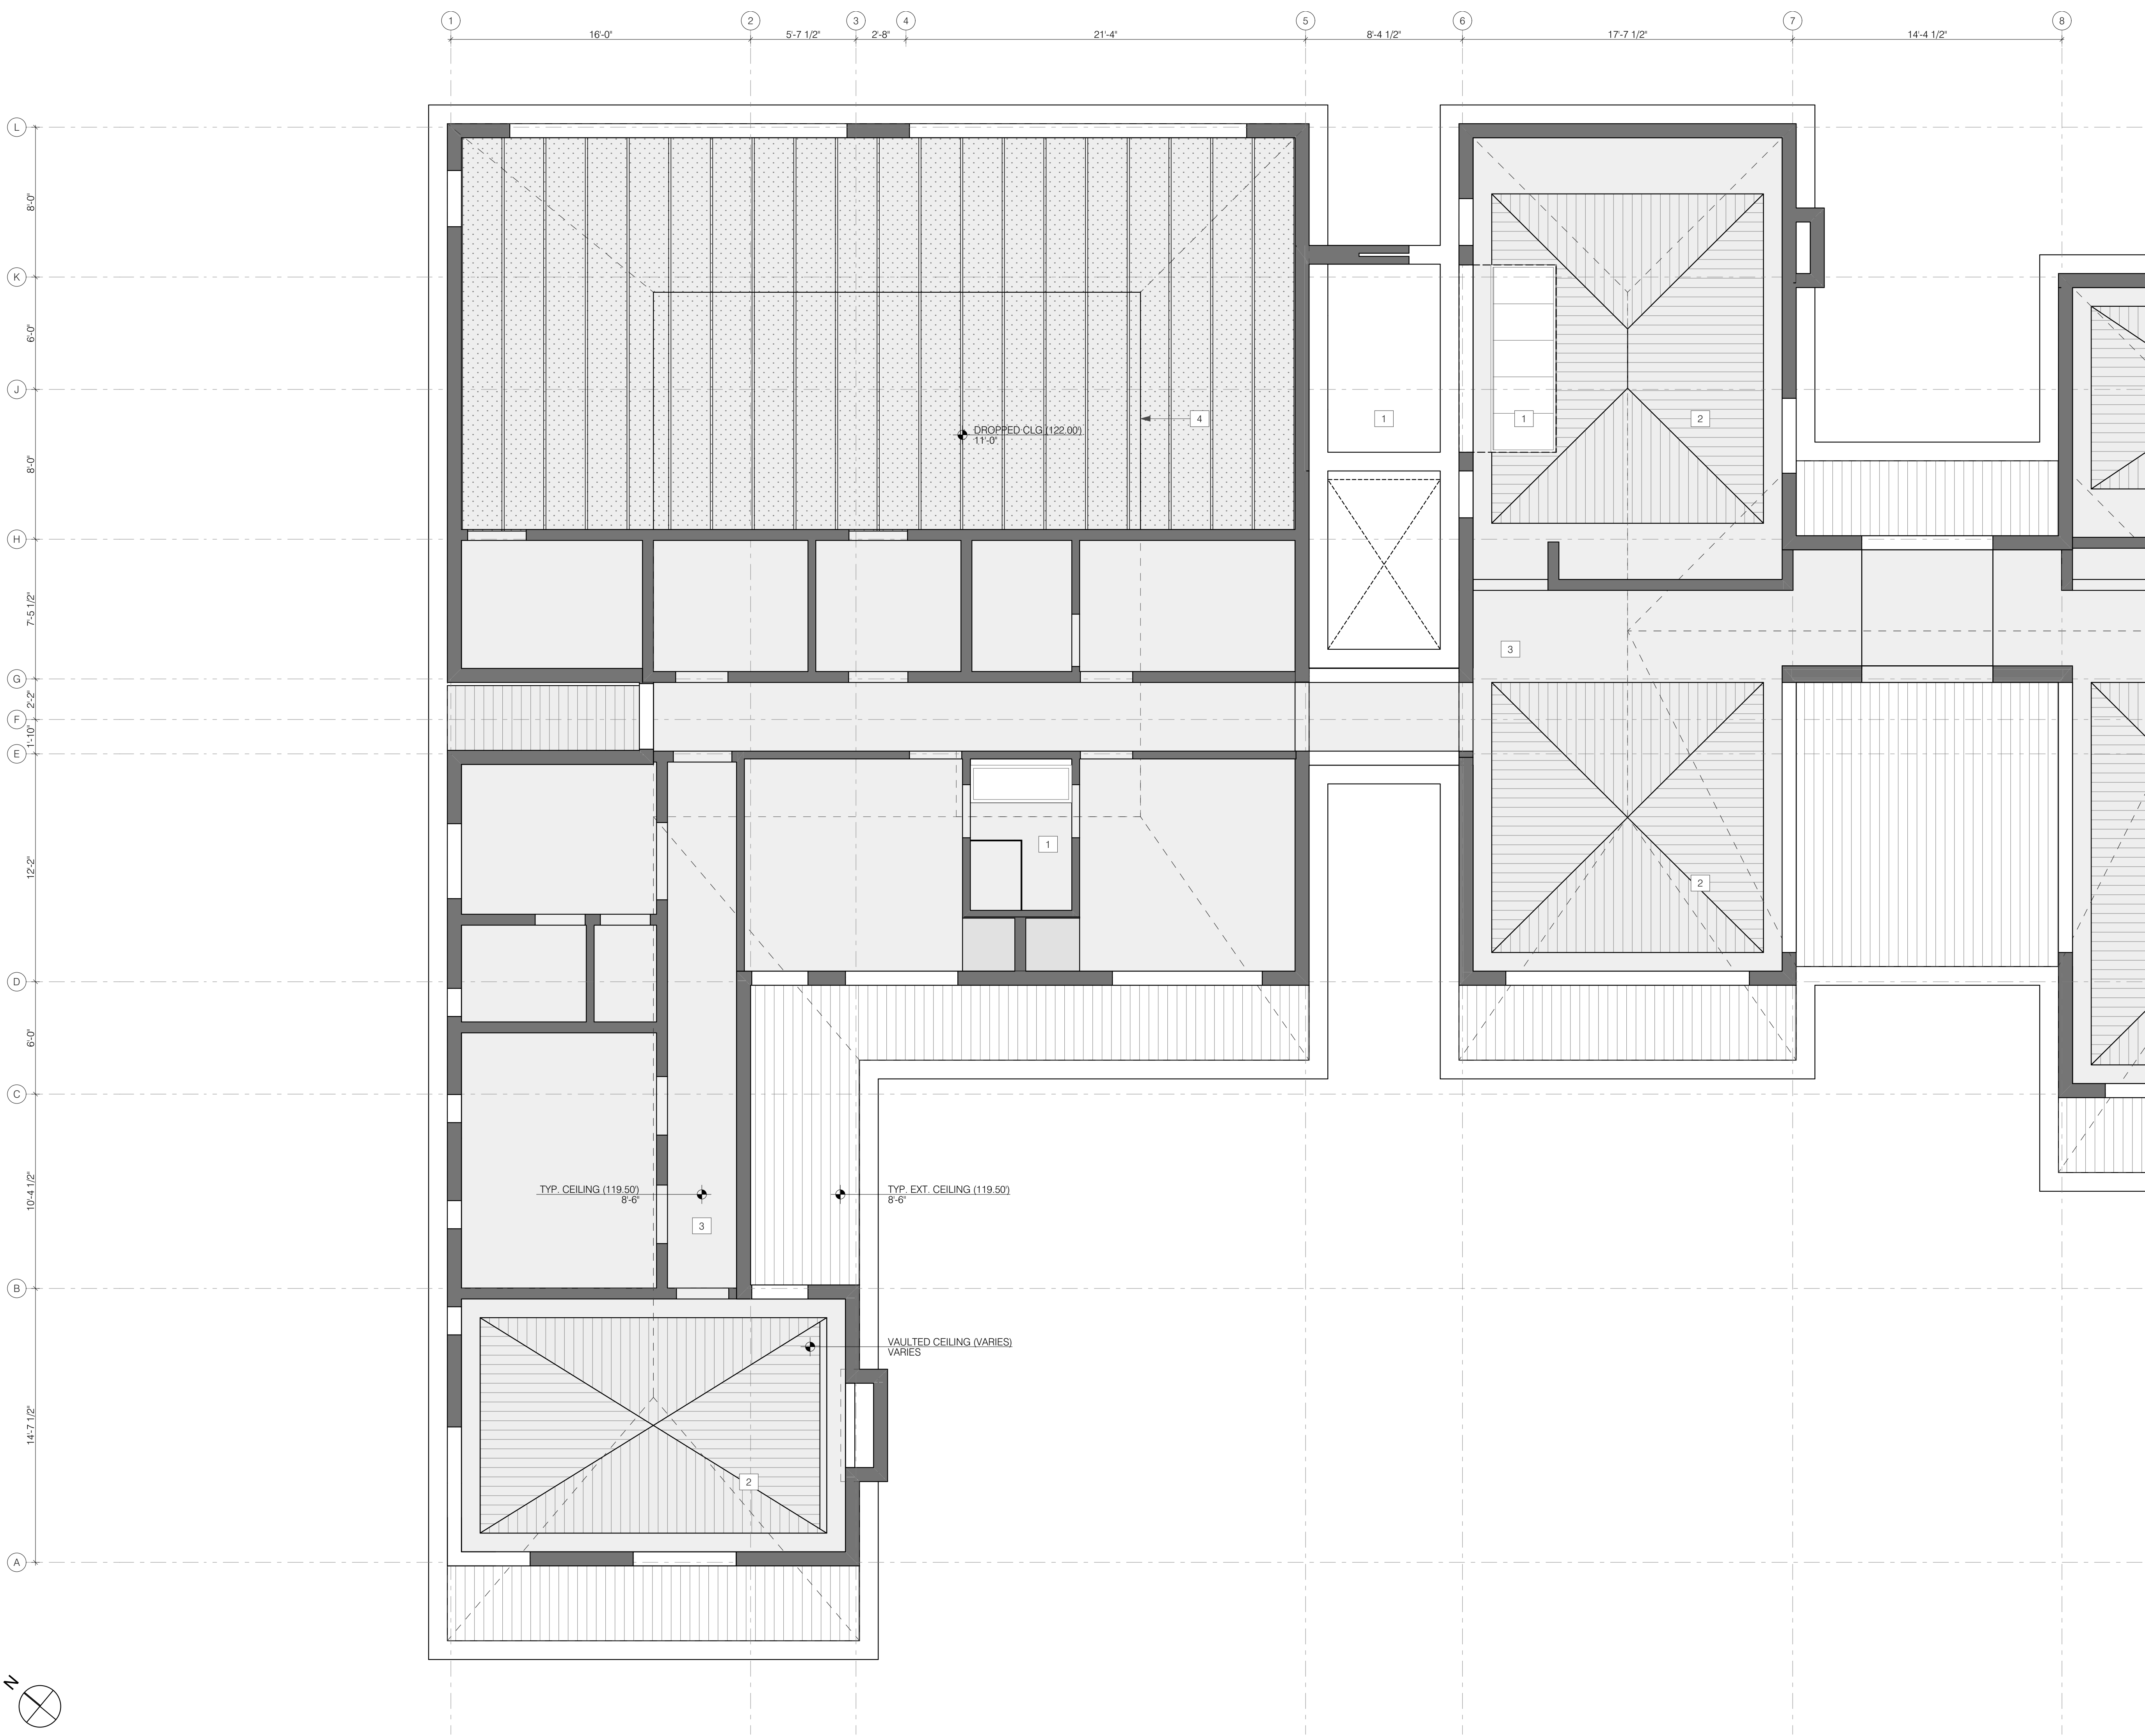 1 2 3 4 5 6 7 8
16'-0" 5'-7 1/2" 2'-8" 21'-4" 8'-4 1/2" 17'-7 1/2" 14'-4 1/2"
L
8'-0"
K
6'-0"
J
4
1
1
2
DROPPED CLG (122.00')
11'-0"
8'-0"
H
7'-5 1/2"
3
G
2'-2"
F
1'-10"
E
1
12'-2"
2
D
6'-0"
C
10'-4 1/2"
TYP. CEILING (119.50')
8'-6"
TYP. EXT. CEILING (119.50')
8'-6"
3
B
VAULTED CEILING (VARIES)
VARIES
14'-7 1/2"
2
A
N